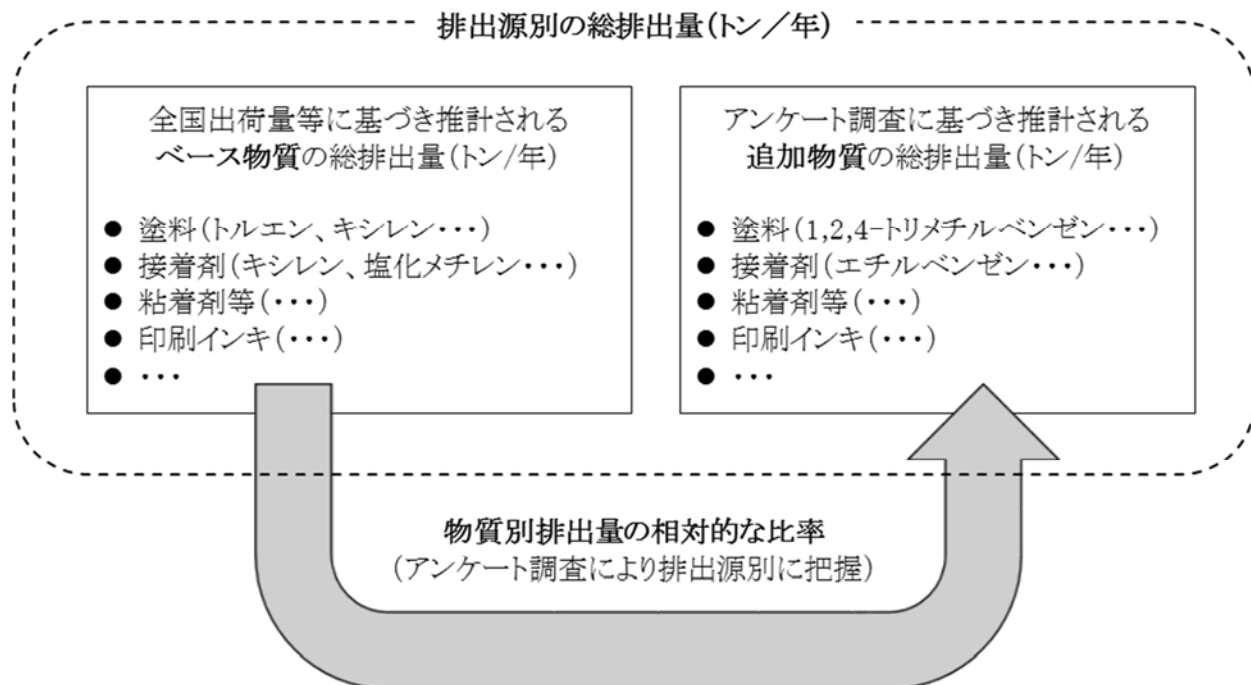 排出源別の総排出量(トン／年)
全国出荷量等に基づき推計される
ベース物質の総排出量(トン/年)
● 塗料(トルエン、キシレン･･･)
● 接着剤(キシレン、塩化メチレン･･･)
● 粘着剤等(･･･)
● 印刷インキ(･･･)
● ･･･
アンケート調査に基づき推計される
追加物質の総排出量(トン/年)
● 塗料(1,2,4-トリメチルベンゼン･･･)
● 接着剤(エチルベンゼン･･･)
● 粘着剤等(･･･)
● 印刷インキ(･･･)
● ･･･
物質別排出量の相対的な比率
(アンケート調査により排出源別に把握)